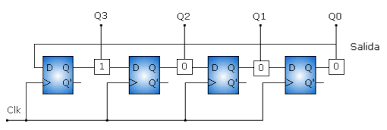 Q3 Q2 Q1 Q0
Salida
D Q 1 D Q 0 D Q 0 D Q 0
Q' Q' Q' Q'
Clk